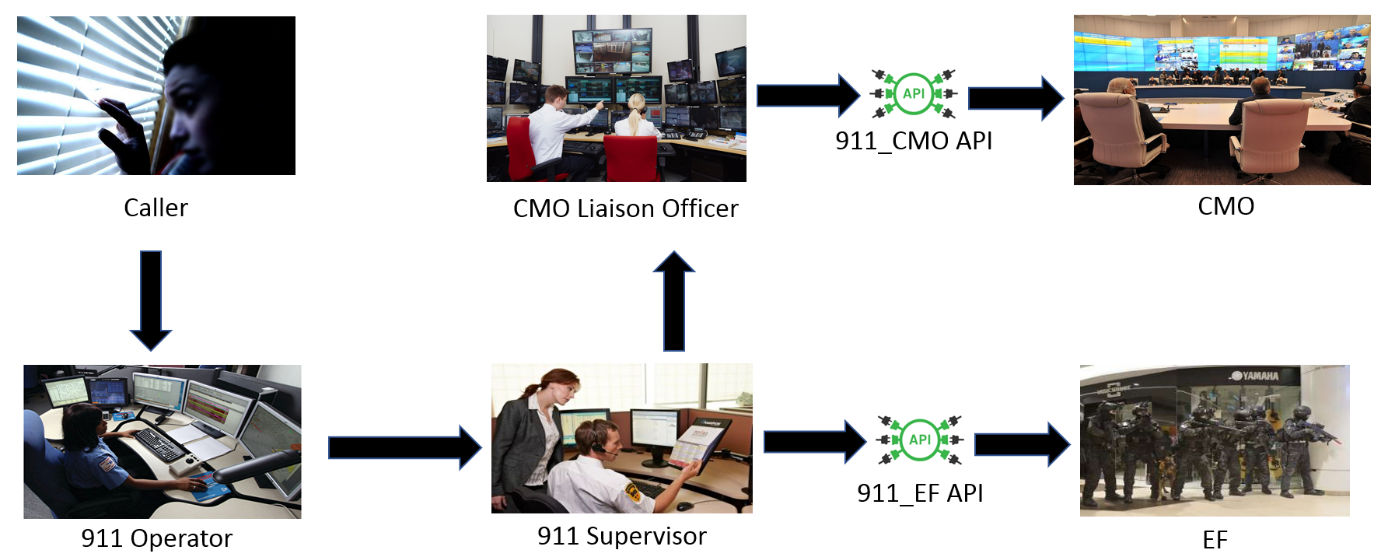 API
911_CMO API
Caller
CMO Liaison Officer
CMO
YAMAHA
API
911_EF API
911 Operator
911 Supervisor
EF